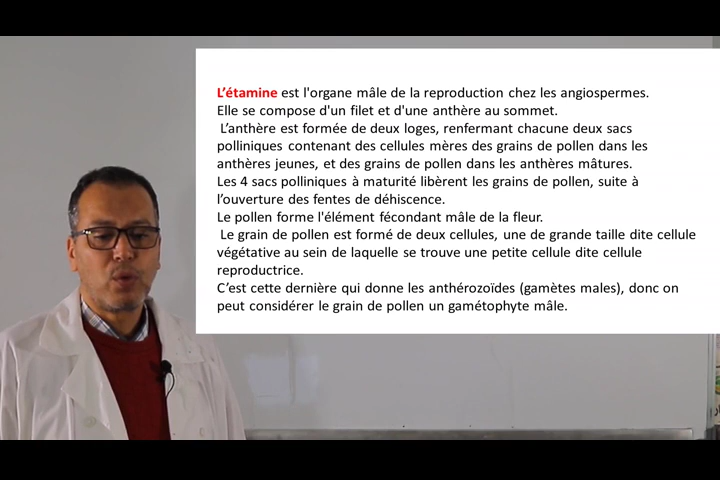 L'étamine est l'organe mâle de la reproduction chez les angiospermes.
Elle se compose d'un filet et d'une anthère au sommet.
L'anthère est formée de deux loges, renfermant chacune deux sacs
polliniques contenant des cellules mères des grains de pollen dans les
anthères jeunes, et des grains de pollen dans les anthères mâtures.
Les 4 sacs polliniques à maturité libèrent les grains de pollen, suite à
l'ouverture des fentes de déhiscence.
Le pollen forme l'élément fécondant mâle de la fleur.
Le grain de pollen est formé de deux cellules, une de grande taille dite cellule
végétative au sein de laquelle se trouve une petite cellule dite cellule
reproductrice.
C'est cette dernière qui donne les anthérozoïdes (gamètes males), donc on
peut considérer le grain de pollen un gamétophyte mâle.